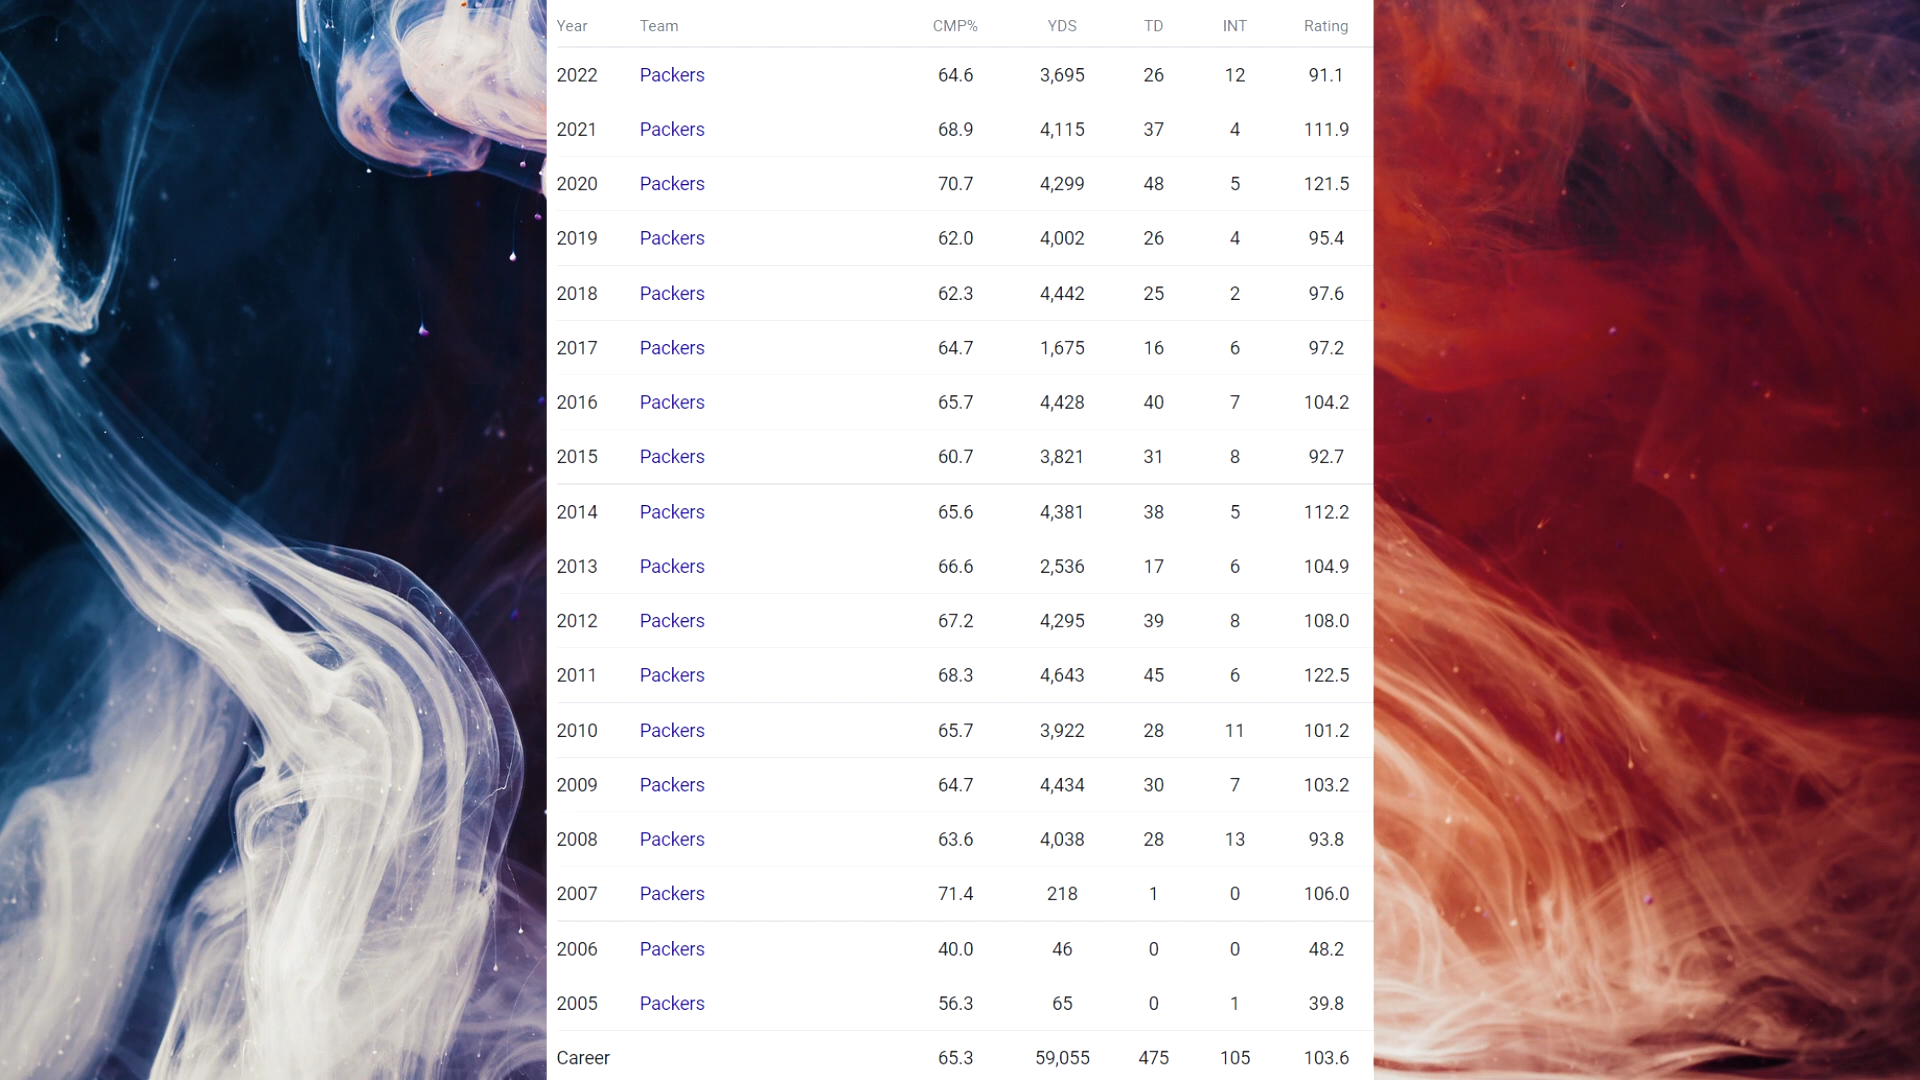 Year Team CMP% YDS TD INT Rating
2022 Packers 64.6 3,695 26 12 91.1
2021 Packers 68.9 4,115 37 4 111.9
2020 Packers 70.7 4,299 48 5 121.5
2019 Packers 62.0 4,002 26 4 95.4
2018 Packers 62.3 4,442 25 2 97.6
2017 Packers 64.7 1,675 16 6 97.2
2016 Packers 65.7 4,428 40 7 104.2
2015 Packers 60.7 3,821 31 8 92.7
2014 Packers 65.6 4,381 38 5 112.2
2013 Packers 66.6 2,536 17 6 104.9
2012 Packers 67.2 4,295 39 8 108.0
2011 Packers 68.3 4,643 45 6 122.5
2010 Packers 65.7 3,922 28 11 101.2
2009 Packers 64.7 4,434 30 7 103.2
2008 Packers 63.6 4,038 28 13 93.8
2007 Packers 71.4 218 1 0 106.0
2006 Packers 40.0 46 0 0 48.2
2005 Packers 56.3 65 0 1 39.8
Career 65.3 59,055 475 105 103.6